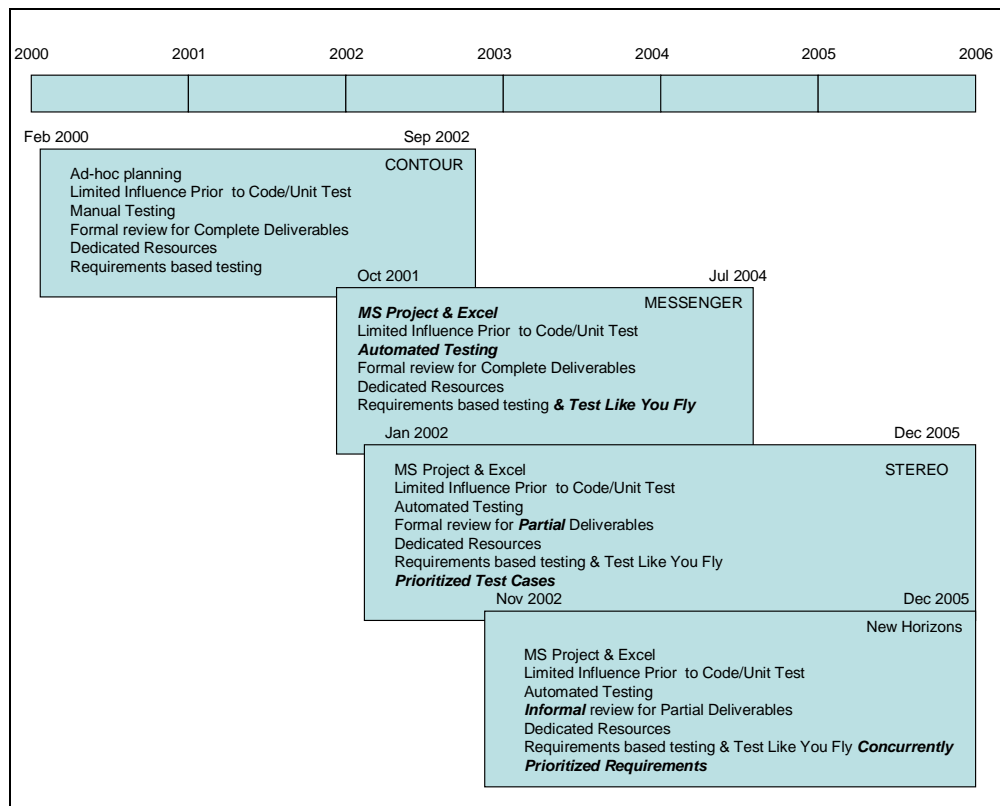 2000 2001 2002 2003 2004 2005 2006
Feb 2000 Sep 2002
CONTOUR
Ad-hoc planning
Limited Influence Prior to Code/Unit Test
Manual Testing
Formal review for Complete Deliverables
Dedicated Resources
Requirements based testing
Oct 2001 Jul 2004
MESSENGER
MS Project & Excel
Limited Influence Prior to Code/Unit Test
Automated Testing
Formal review for Complete Deliverables
Dedicated Resources
Requirements based testing & Test Like You Fly
Jan 2002 Dec 2005
STEREO
MS Project & Excel
Limited Influence Prior to Code/Unit Test
Automated Testing
Formal review for Partial Deliverables
Dedicated Resources
Requirements based testing & Test Like You Fly
Prioritized Test Cases
Nov 2002 Dec 2005
New Horizons
MS Project & Excel
Limited Influence Prior to Code/Unit Test
Automated Testing
Informal review for Partial Deliverables
Dedicated Resources
Requirements based testing & Test Like You Fly Concurrently
Prioritized Requirements